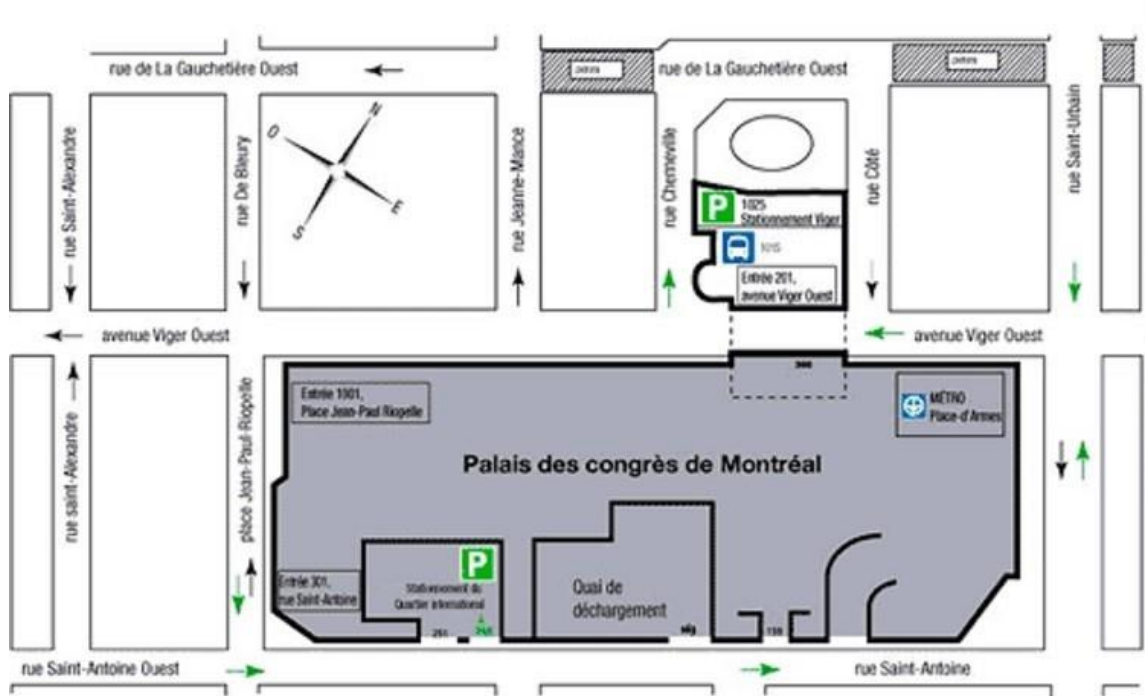 rue de La Gauchetière Ouest
rue de La Gauchetière Ouest
N
O
E
S
rue Saint-Alexandre
rue De Bleury
rue Jeanne-Mance
rue Chenneville
rue Côté
rue Saint-Urbain
P
1025
Stationnement Viger
1015
Entrée 201,
avenue Viger Ouest
avenue Viger Ouest
avenue Viger Ouest
Entrée 1001,
Place Jean-Paul Riopelle
MÉTRO
Place-d'Armes
rue saint-Alexandre
place Jean-Paul-Riopelle
Palais des congrès de Montréal
P
Stationnement du
Quartier international
Entrée 301,
rue Saint-Antoine
Quai de
déchargement
251
159
rue Saint-Antoine Ouest
rue Saint-Antoine